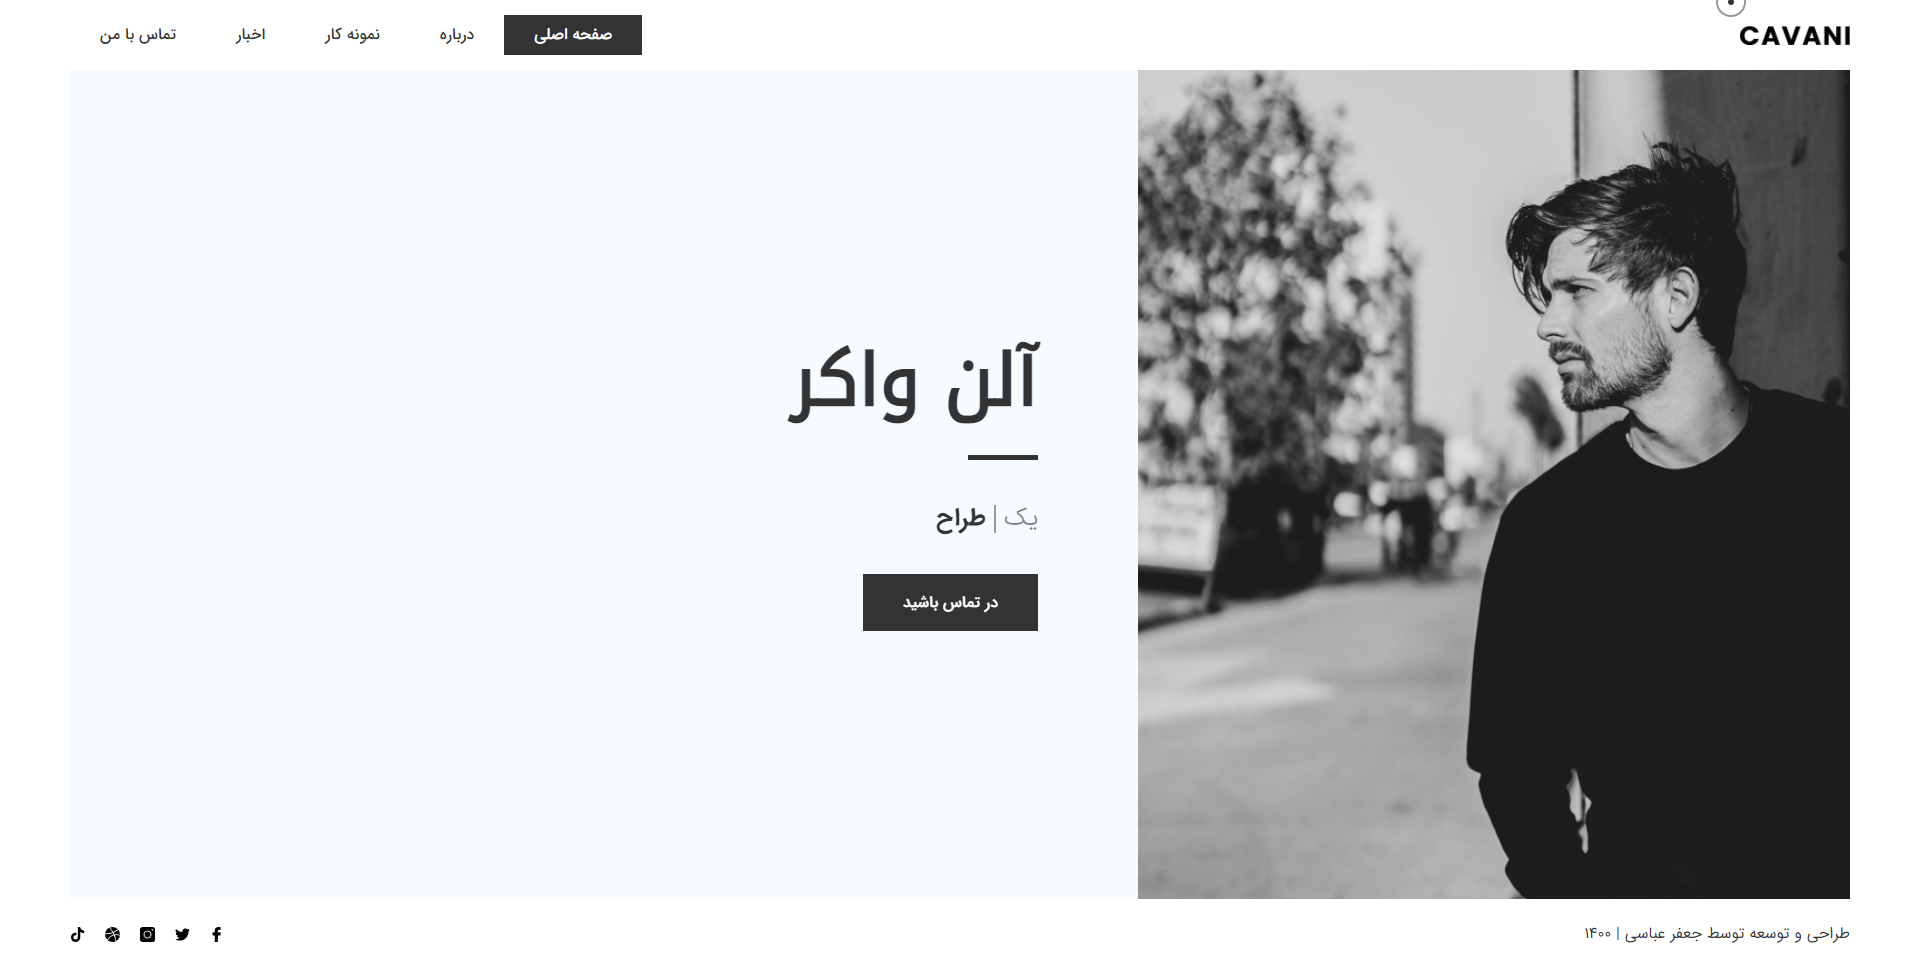 CAVANI
صفحه اصلی
درباره
نمونه کار
اخبار
تماس با من
آلن واکر
یک | طراح
در تماس باشید
طراحی و توسعه توسط جعفر عباسی | ۱۴۰۰